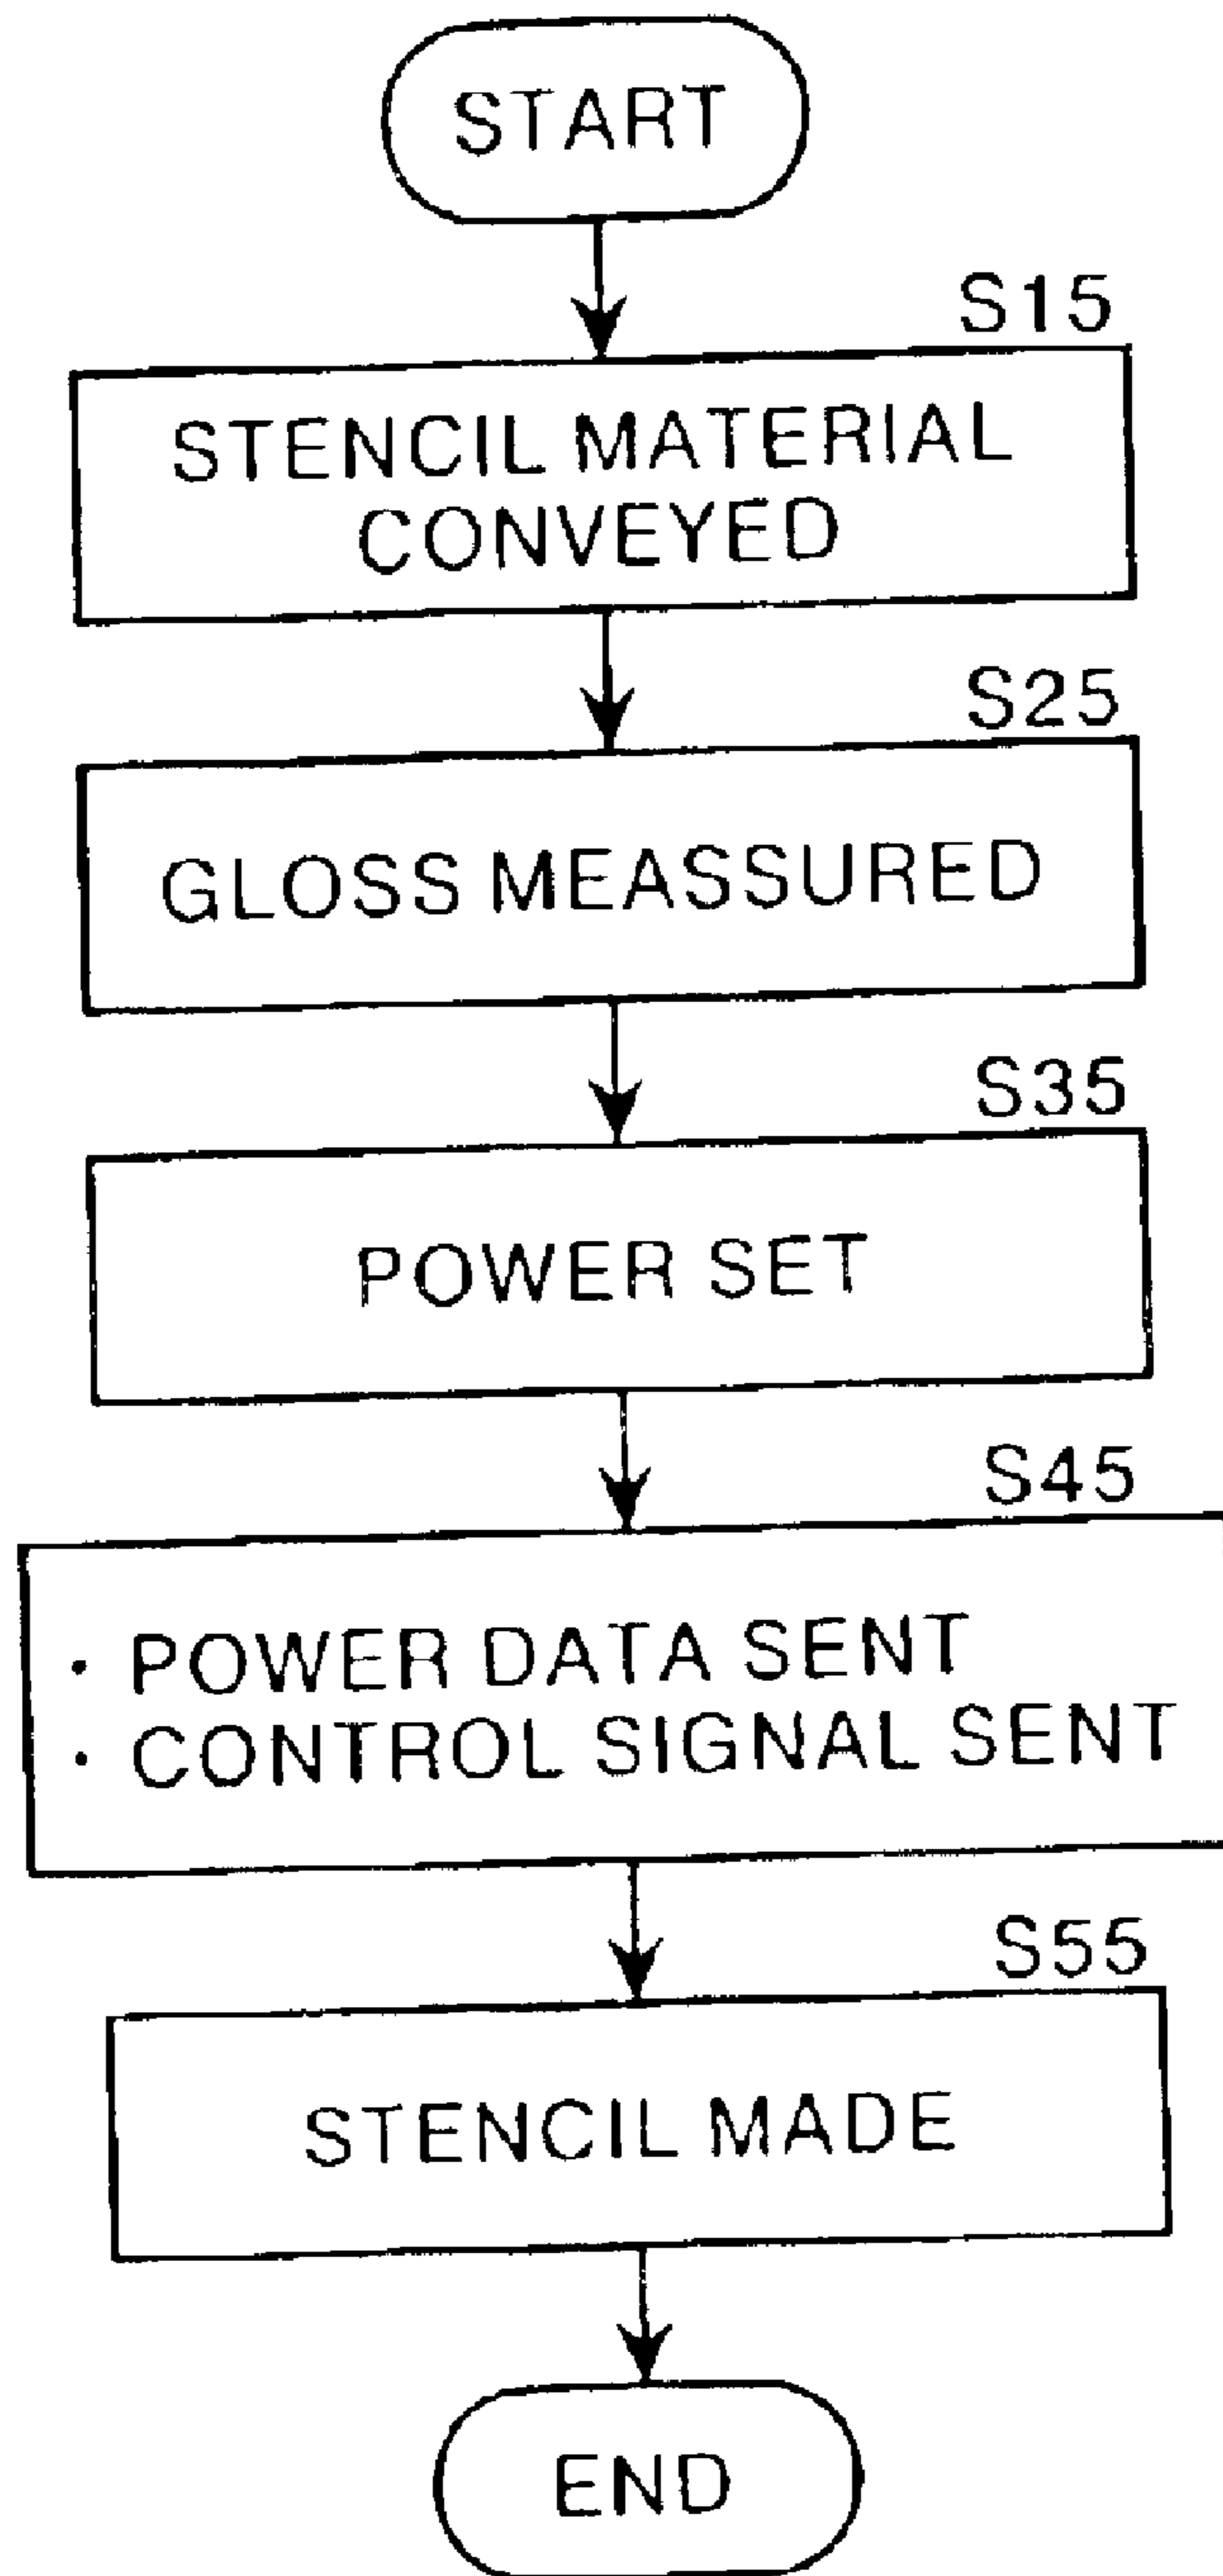 START
S15
STENCIL MATERIAL
CONVEYED
S25
GLOSS MEASSURED
S35
POWER SET
S45
· POWER DATA SENT
· CONTROL SIGNAL SENT
S55
STENCIL MADE
END